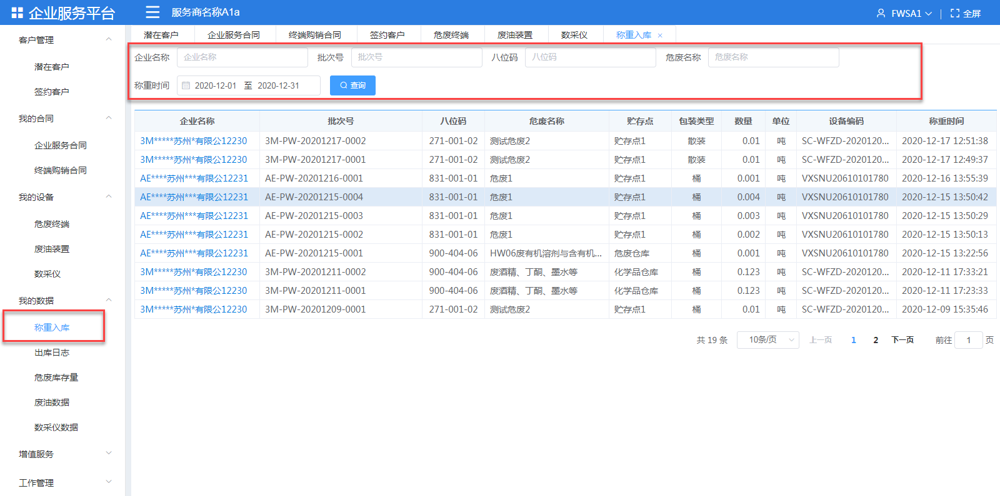 企业服务平台 服务商名称A1a FWSA1 全屏
客户管理
潜在客户
签约客户
我的合同
企业服务合同
终端购销合同
我的设备
危废终端
废油装置
数采仪
我的数据
称重入库
出库日志
危废库存量
废油数据
数采仪数据
增值服务
工作管理
潜在客户 企业服务合同 终端购销合同 签约客户 危废终端 废油装置 数采仪 称重入库 ×
企业名称 企业名称 批次号 批次号 八位码 八位码 危废名称 危废名称
称重时间 2020-12-01 至 2020-12-31 查询
企业名称 批次号 八位码 危废名称 贮存点 包装类型 数量 单位 设备编码 称重时间
3M*****苏州*有限公12230 3M-PW-20201217-0002 271-001-02 测试危废2 贮存点1 散装 0.01 吨 SC-WFZD-2020120... 2020-12-17 12:51:38
3M*****苏州*有限公12230 3M-PW-20201217-0001 271-001-02 测试危废2 贮存点1 散装 0.01 吨 SC-WFZD-2020120... 2020-12-17 12:49:37
AE****苏州***有限公12231 AE-PW-20201216-0001 831-001-01 危废1 贮存点1 桶 0.001 吨 VXSNU20610101780 2020-12-16 13:55:39
AE****苏州***有限公12231 AE-PW-20201215-0004 831-001-01 危废1 贮存点1 桶 0.004 吨 VXSNU20610101780 2020-12-15 13:50:42
AE****苏州***有限公12231 AE-PW-20201215-0003 831-001-01 危废1 贮存点1 桶 0.003 吨 VXSNU20610101780 2020-12-15 13:50:29
AE****苏州***有限公12231 AE-PW-20201215-0002 831-001-01 危废1 贮存点1 桶 0.002 吨 VXSNU20610101780 2020-12-15 13:50:13
AE****苏州***有限公12231 AE-PW-20201215-0001 900-404-06 HW06废有机溶剂与含有机... 危废仓库 桶 0.001 吨 VXSNU20610101780 2020-12-15 13:22:56
3M*****苏州*有限公12230 3M-PW-20201211-0002 900-404-06 废酒精、丁酮、墨水等 化学品仓库 桶 0.123 吨 SC-WFZD-2020120... 2020-12-11 17:33:21
3M*****苏州*有限公12230 3M-PW-20201211-0001 900-404-06 废酒精、丁酮、墨水等 化学品仓库 桶 0.123 吨 SC-WFZD-2020120... 2020-12-11 17:23:33
3M*****苏州*有限公12230 3M-PW-20201209-0001 271-001-02 测试危废2 贮存点1 桶 0.01 吨 SC-WFZD-2020120... 2020-12-09 15:35:46
共 19 条 10条/页 上一页 1 2 下一页 前往 1 页